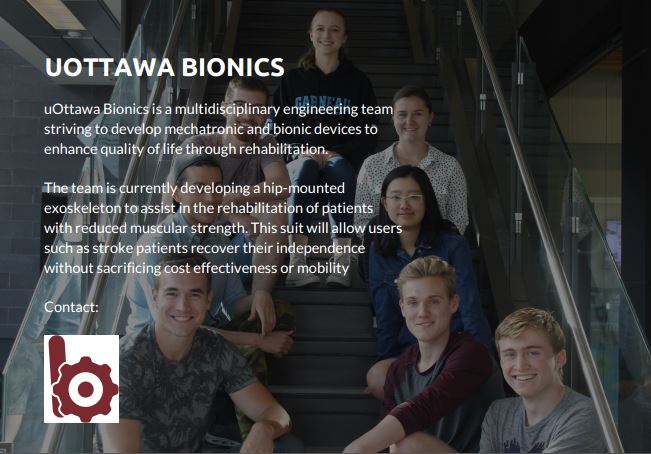 UOTTAWA BIONICS
uOttawa Bionics is a multidisciplinary engineering team
striving to develop mechatronic and bionic devices to
enhance quality of life through rehabilitation.
The team is currently developing a hip-mounted
exoskeleton to assist in the rehabilitation of patients
with reduced muscular strength. This suit will allow users
such as stroke patients recover their independence
without sacrificing cost effectiveness or mobility
Contact: